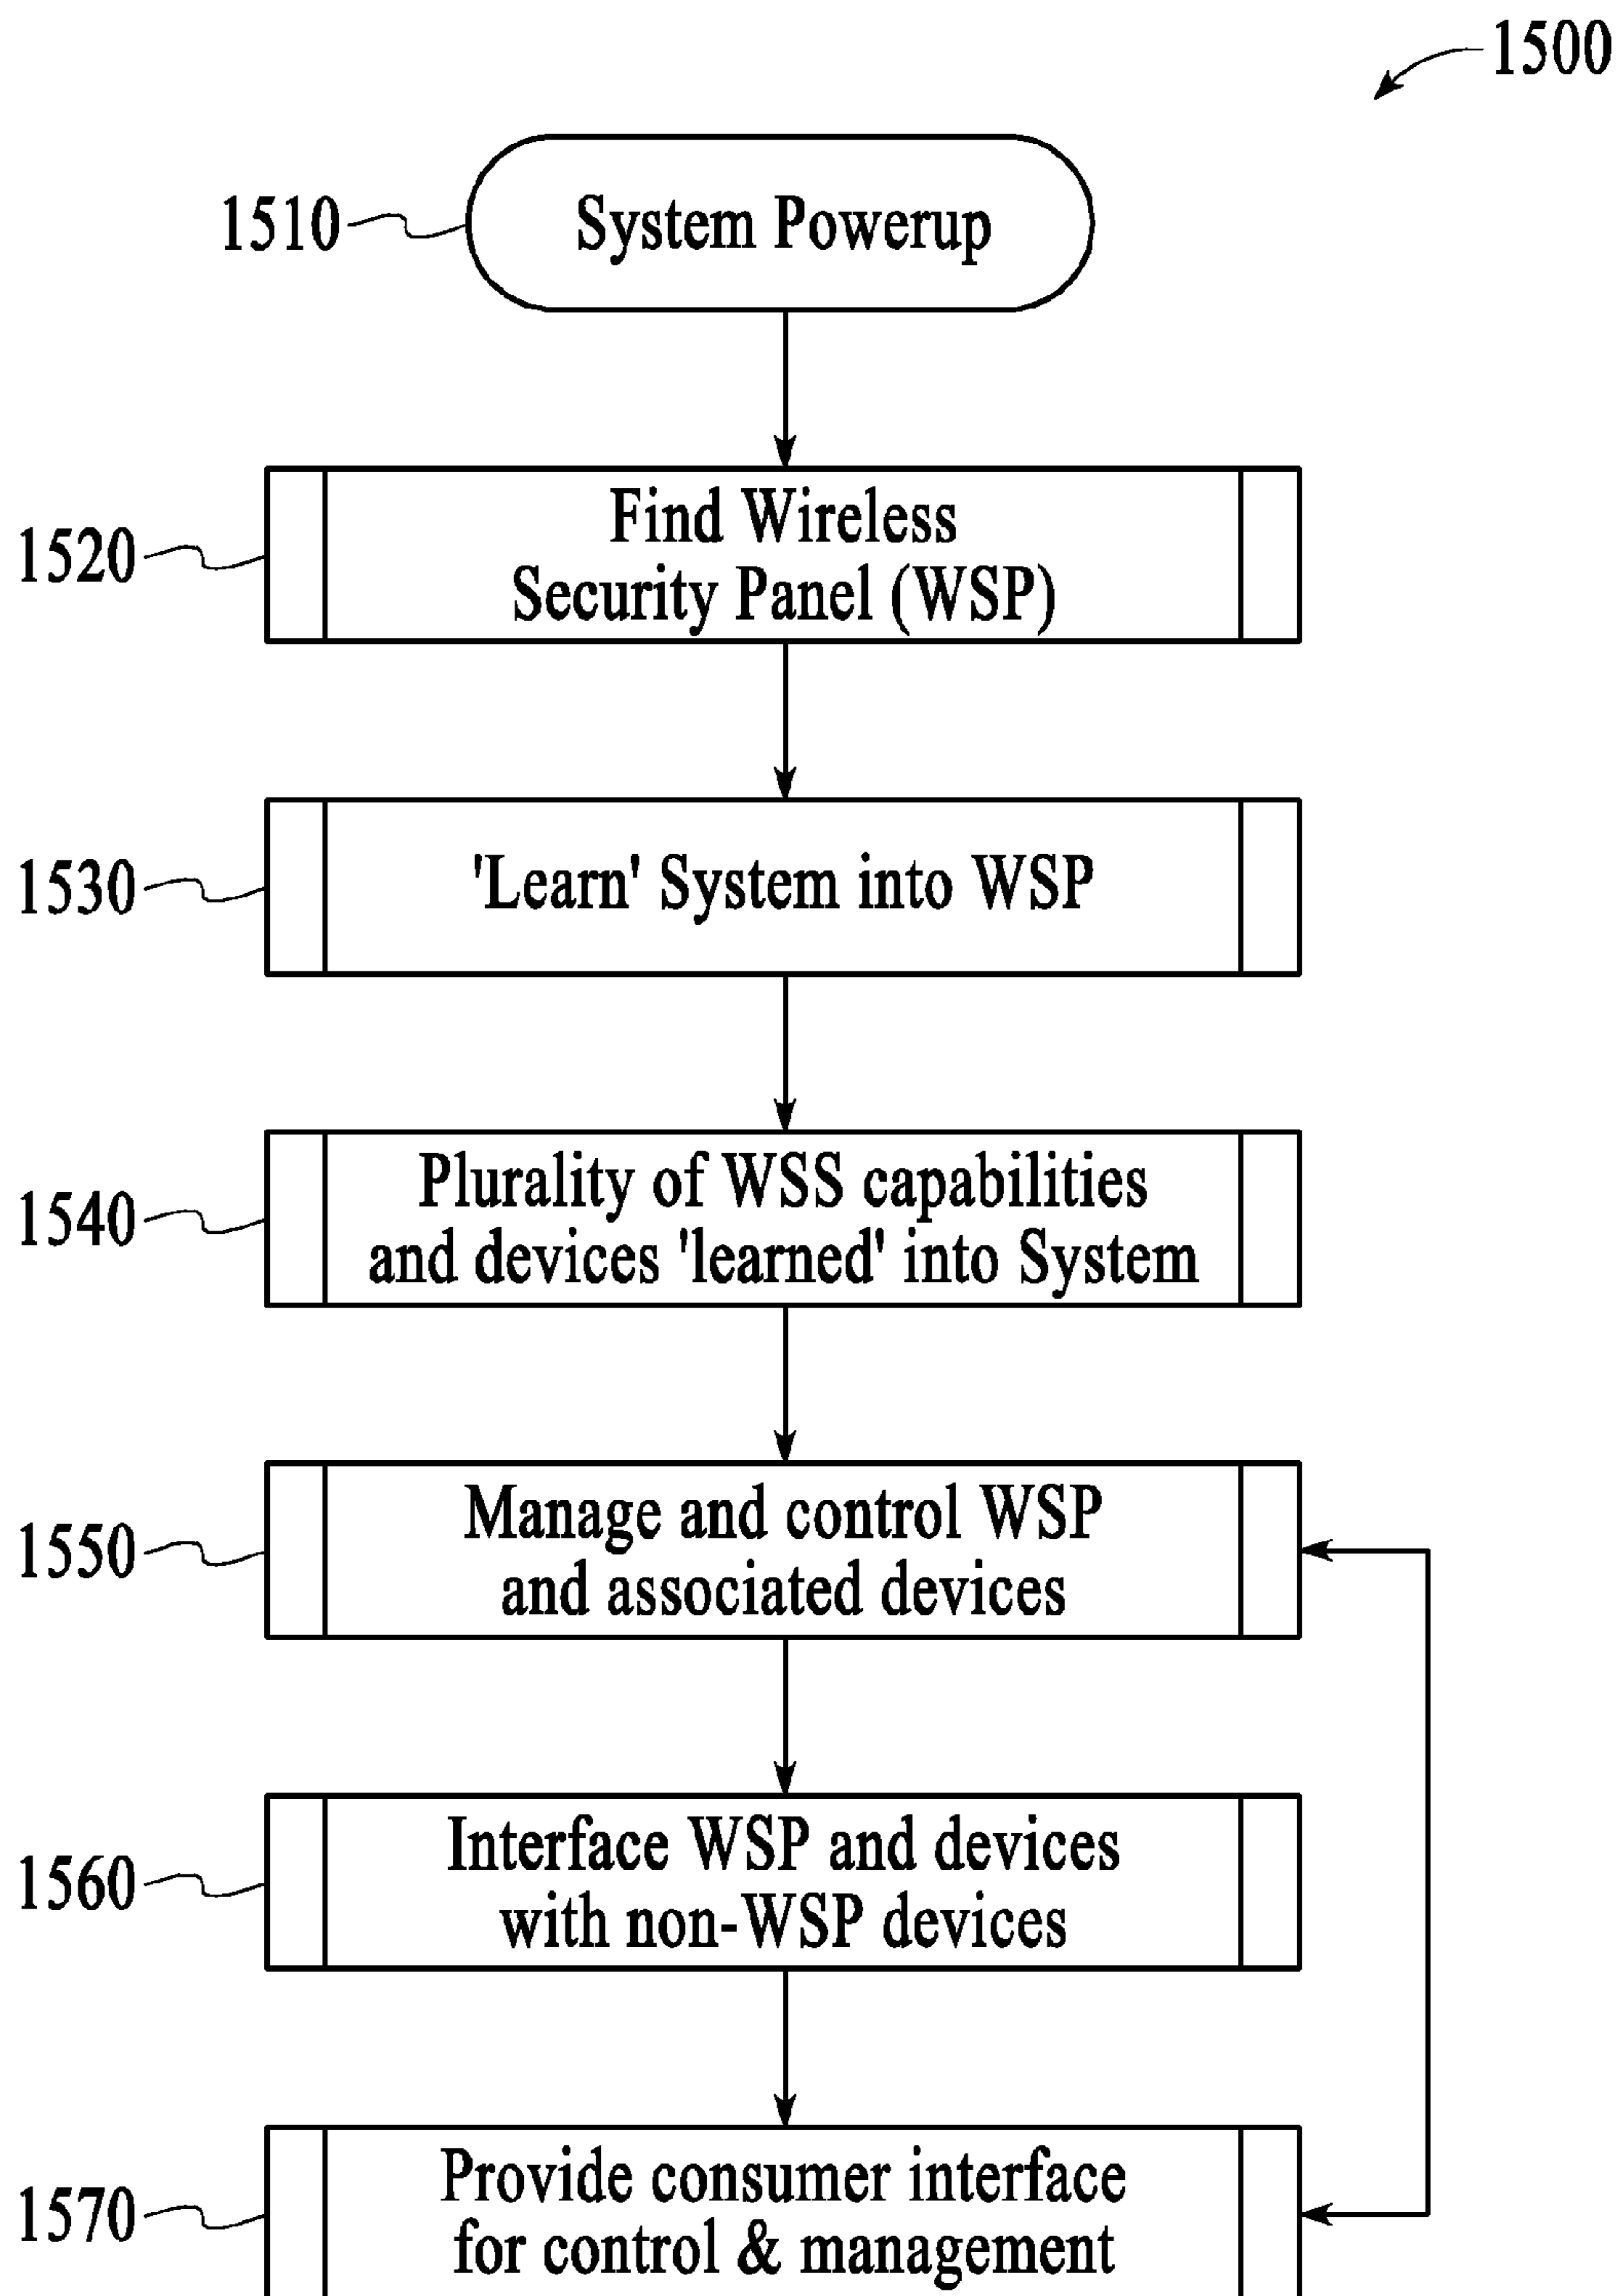 1500
1510
System Powerup
1520
Find Wireless
Security Panel (WSP)
1530
'Learn' System into WSP
1540
Plurality of WSS capabilities
and devices 'learned' into System
1550
Manage and control WSP
and associated devices
1560
Interface WSP and devices
with non-WSP devices
1570
Provide consumer interface
for control & management